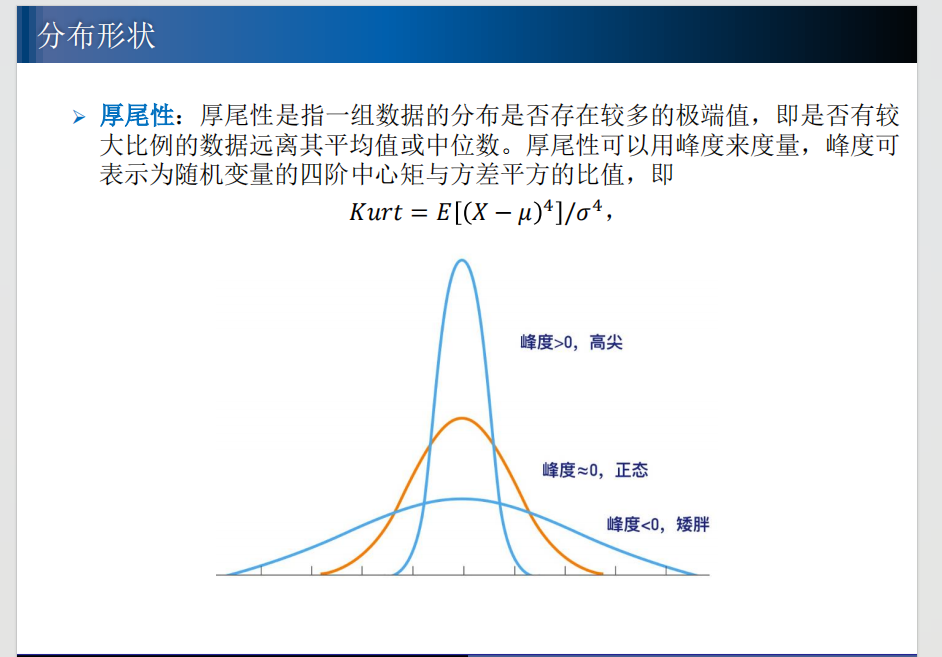 分布形状
➢ 厚尾性：厚尾性是指一组数据的分布是否存在较多的极端值，即是否有较
大比例的数据远离其平均值或中位数。厚尾性可以用峰度来度量，峰度可
表示为随机变量的四阶中心矩与方差平方的比值，即
Kurt = E[(X − μ)⁴]/σ⁴，
峰度>0，高尖
峰度≈0，正态
峰度<0，矮胖